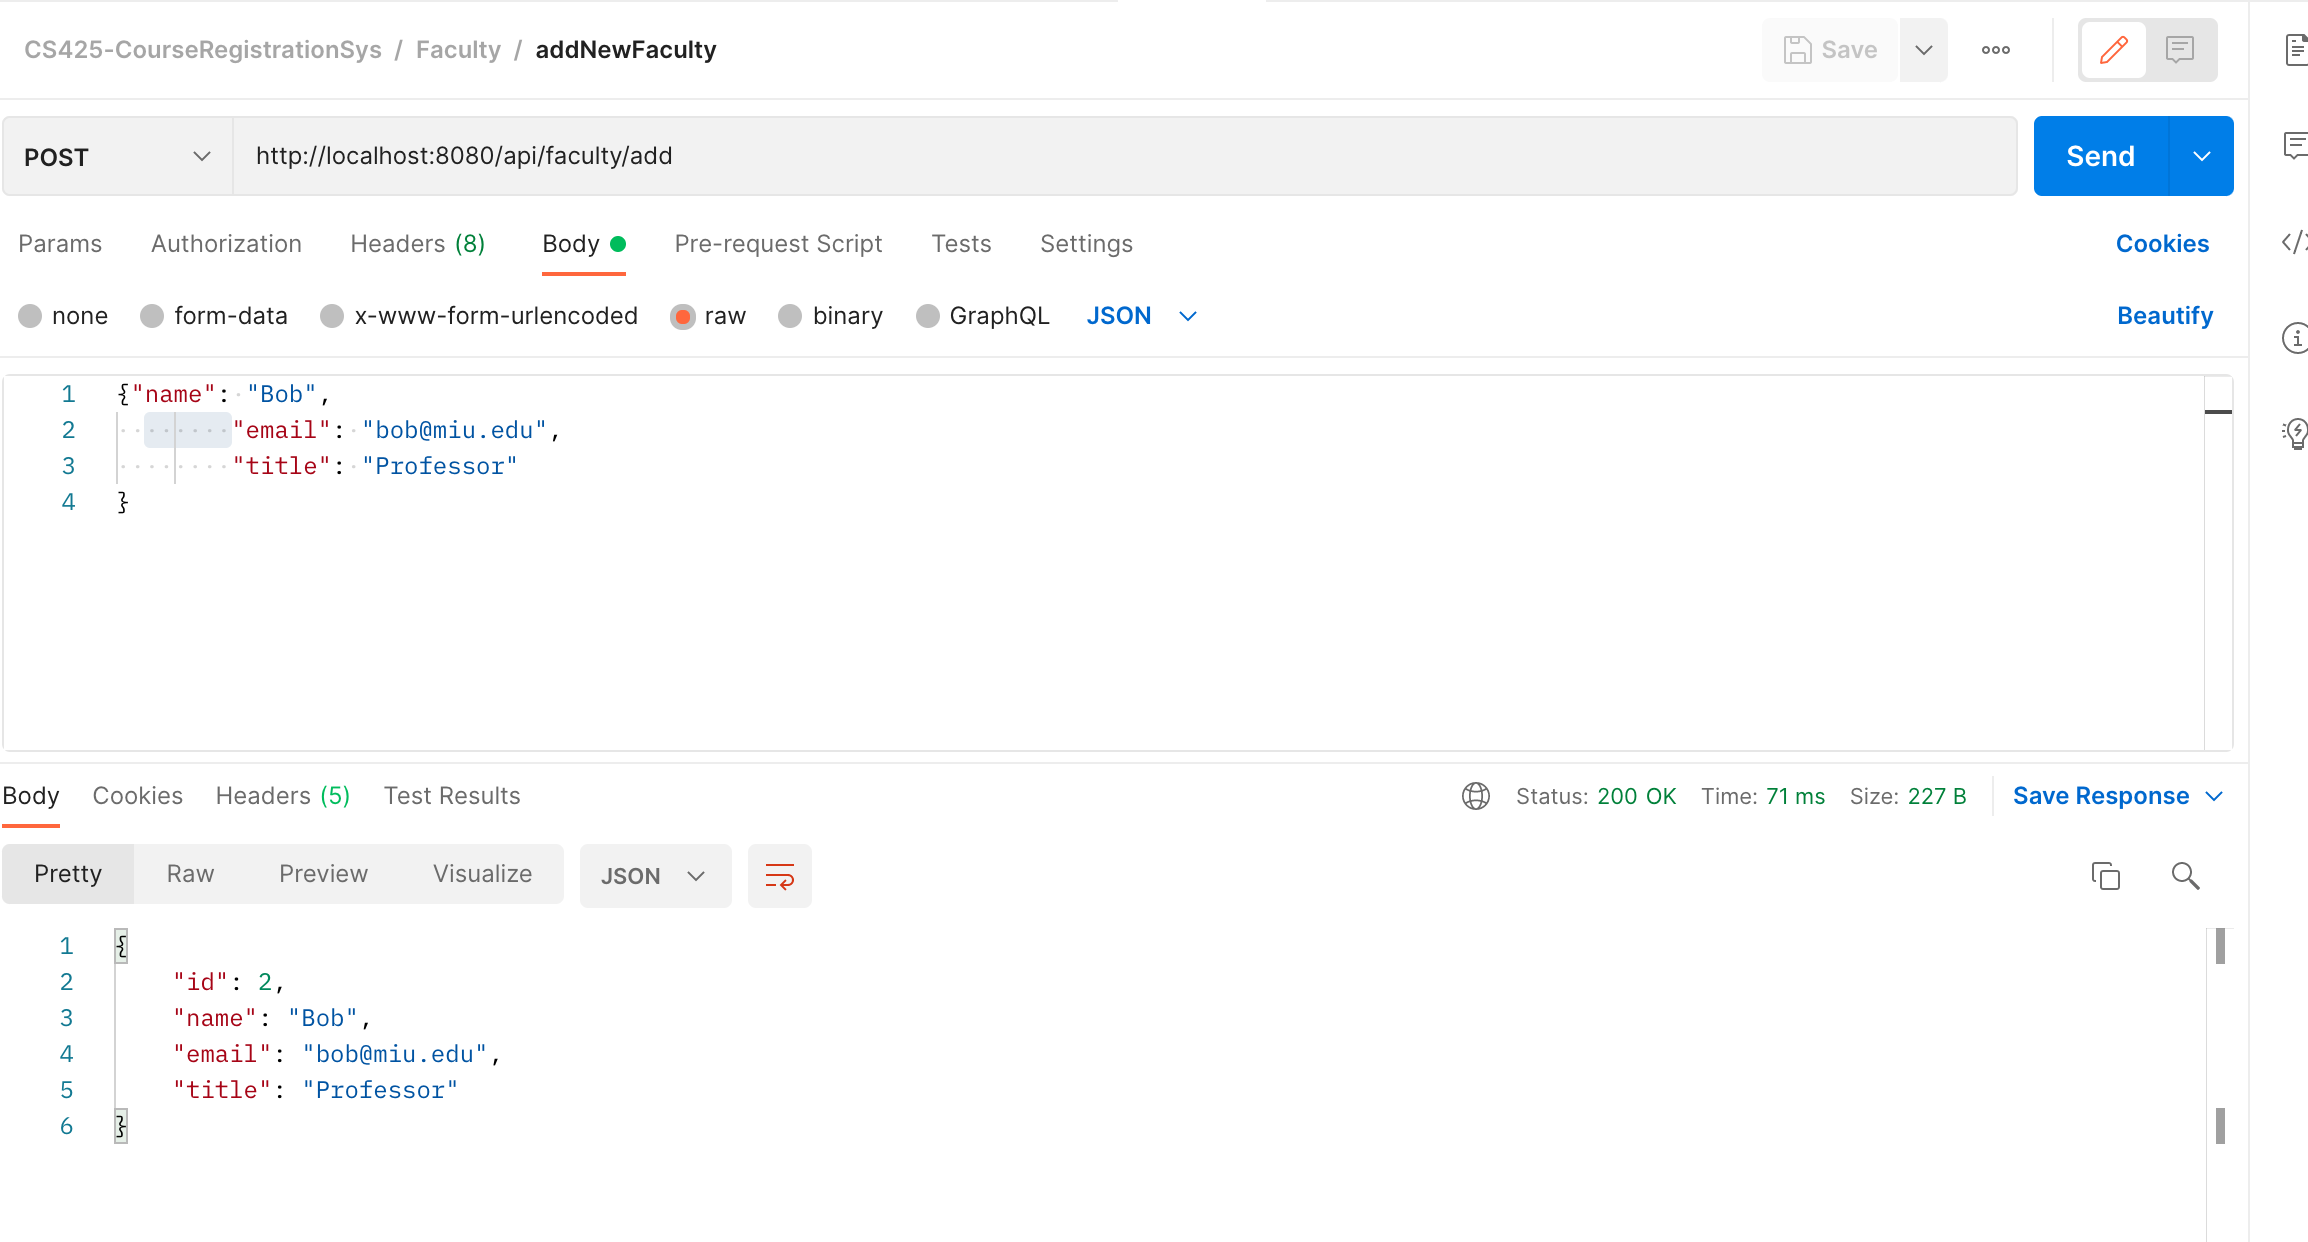 CS425-CourseRegistrationSys / Faculty / addNewFaculty
Save
POST http://localhost:8080/api/faculty/add Send
Params Authorization Headers (8) Body Pre-request Script Tests Settings Cookies
none form-data x-www-form-urlencoded raw binary GraphQL JSON Beautify
1 {"name": "Bob",
2 "email": "bob@miu.edu",
3 "title": "Professor"
4 }
Body Cookies Headers (5) Test Results Status: 200 OK Time: 71 ms Size: 227 B Save Response
Pretty Raw Preview Visualize JSON
1 {
2 "id": 2,
3 "name": "Bob",
4 "email": "bob@miu.edu",
5 "title": "Professor"
6 }